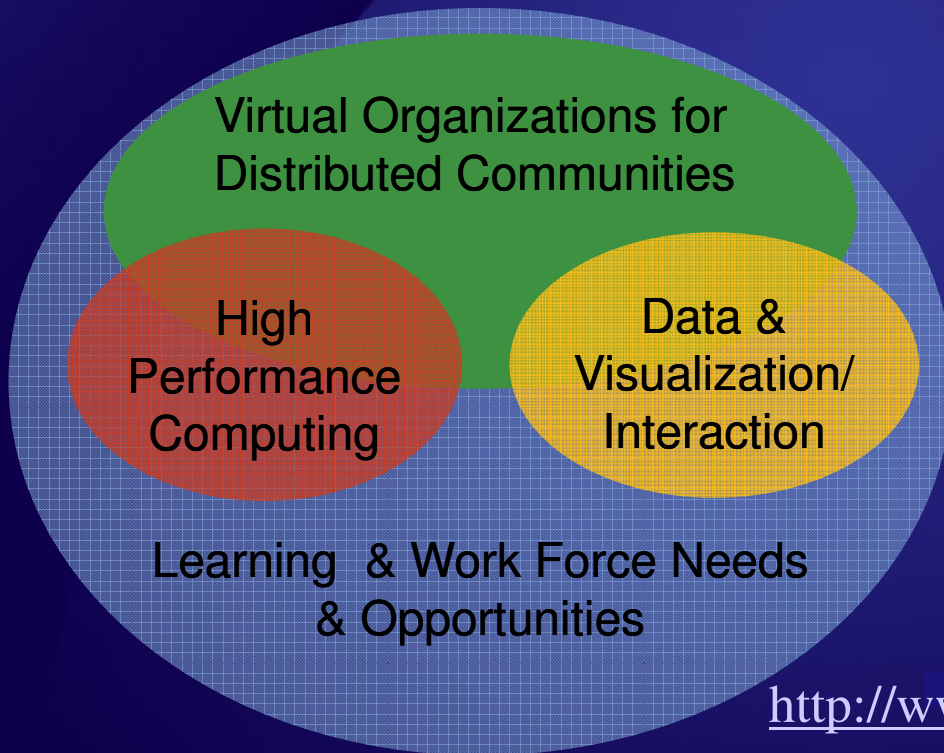 Virtual Organizations for
Distributed Communities
High
Performance
Computing
Data &
Visualization/
Interaction
Learning & Work Force Needs
& Opportunities